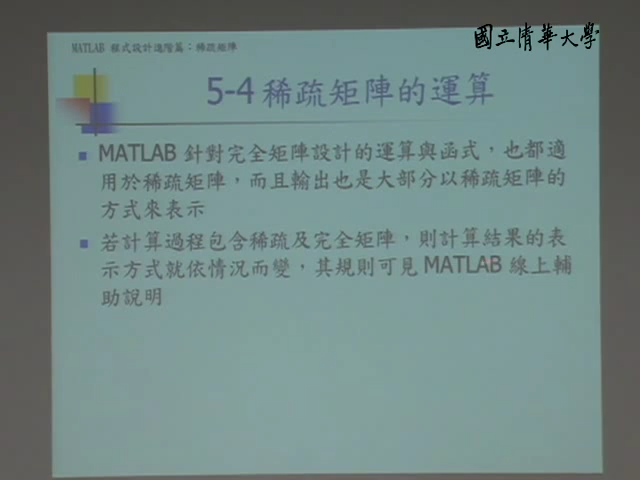 MATLAB 程式設計進階篇：稀疏矩陣
國立清華大學
5-4 稀疏矩陣的運算
MATLAB 針對完全矩陣設計的運算與函式，也都適
用於稀疏矩陣，而且輸出也是大部分以稀疏矩陣的
方式來表示
若計算過程包含稀疏及完全矩陣，則計算結果的表
示方式就依情況而變，其規則可見 MATLAB 線上輔
助說明